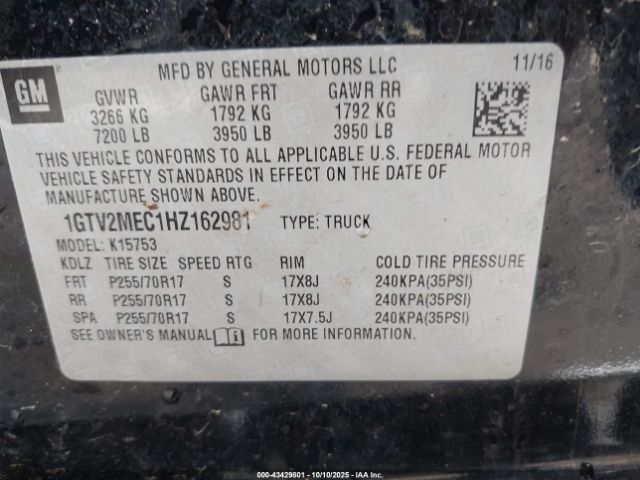 GM
MFD BY GENERAL MOTORS LLC 11/16
GVWR GAWR FRT GAWR RR
3266 KG 1792 KG 1792 KG
7200 LB 3950 LB 3950 LB
THIS VEHICLE CONFORMS TO ALL APPLICABLE U.S. FEDERAL MOTOR
VEHICLE SAFETY STANDARDS IN EFFECT ON THE DATE OF
MANUFACTURE SHOWN ABOVE.
1GTV2MEC1HZ162981 TYPE: TRUCK
MODEL: K15753
KDLZ TIRE SIZE SPEED RTG RIM COLD TIRE PRESSURE
FRT P255/70R17 S 17X8J 240KPA(35PSI)
RR P255/70R17 S 17X8J 240KPA(35PSI)
SPA P255/70R17 S 17X7.5J 240KPA(35PSI)
SEE OWNER'S MANUAL FOR MORE INFORMATION.
000-43429801 - 10/10/2025 - IAA Inc.